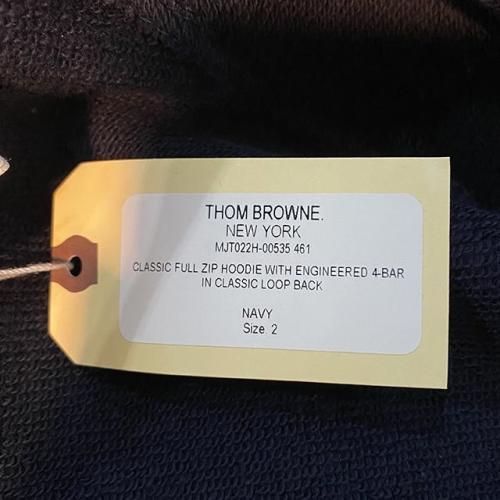 THOM BROWNE.
NEW YORK
MJT022H-00535 461
CLASSIC FULL ZIP HOODIE WITH ENGINEERED 4-BAR
IN CLASSIC LOOP BACK
NAVY
Size. 2